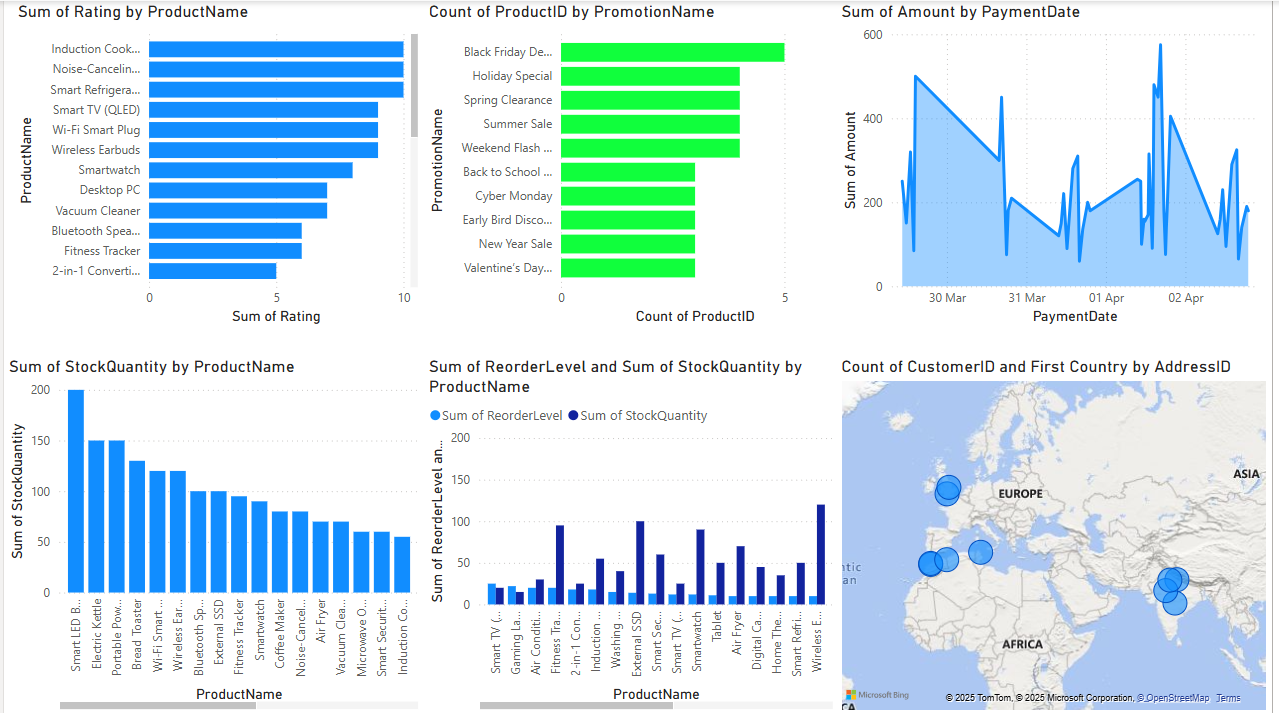 Sum of Rating by ProductName
ProductName
Induction Cook...
Noise-Cancelin...
Smart Refrigera...
Smart TV (QLED)
Wi-Fi Smart Plug
Wireless Earbuds
Smartwatch
Desktop PC
Vacuum Cleaner
Bluetooth Spea...
Fitness Tracker
2-in-1 Converti...
0 5 10
Sum of Rating
Count of ProductID by PromotionName
PromotionName
Black Friday De...
Holiday Special
Spring Clearance
Summer Sale
Weekend Flash ...
Back to School ...
Cyber Monday
Early Bird Disco...
New Year Sale
Valentine's Day...
0 5
Count of ProductID
Sum of Amount by PaymentDate
Sum of Amount
600
400
200
0
30 Mar 31 Mar 01 Apr 02 Apr
PaymentDate
Sum of StockQuantity by ProductName
Sum of StockQuantity
200
150
100
50
0
Smart LED B...
Electric Kettle
Portable Pow...
Bread Toaster
Wi-Fi Smart ...
Wireless Ear...
Bluetooth Sp...
External SSD
Fitness Tracker
Smartwatch
Coffee Maker
Noise-Cancel...
Air Fryer
Vacuum Clea...
Microwave O...
Smart Securit...
Induction Co...
ProductName
Sum of ReorderLevel and Sum of StockQuantity by
ProductName
Sum of ReorderLevel Sum of StockQuantity
Sum of ReorderLevel an...
200
150
100
50
0
Smart TV (...
Gaming La...
Air Conditi...
Fitness Tra...
2-in-1 Con...
Induction ...
Washing ...
External SSD
Smart Sec...
Smart TV (...
Smartwatch
Tablet
Air Fryer
Digital Ca...
Home The...
Smart Refri...
Wireless E...
ProductName
Count of CustomerID and First Country by AddressID
ASIA
EUROPE
ntic
an
AFRICA
CA
Microsoft Bing
© 2025 TomTom, © 2025 Microsoft Corporation, © OpenStreetMap Terms